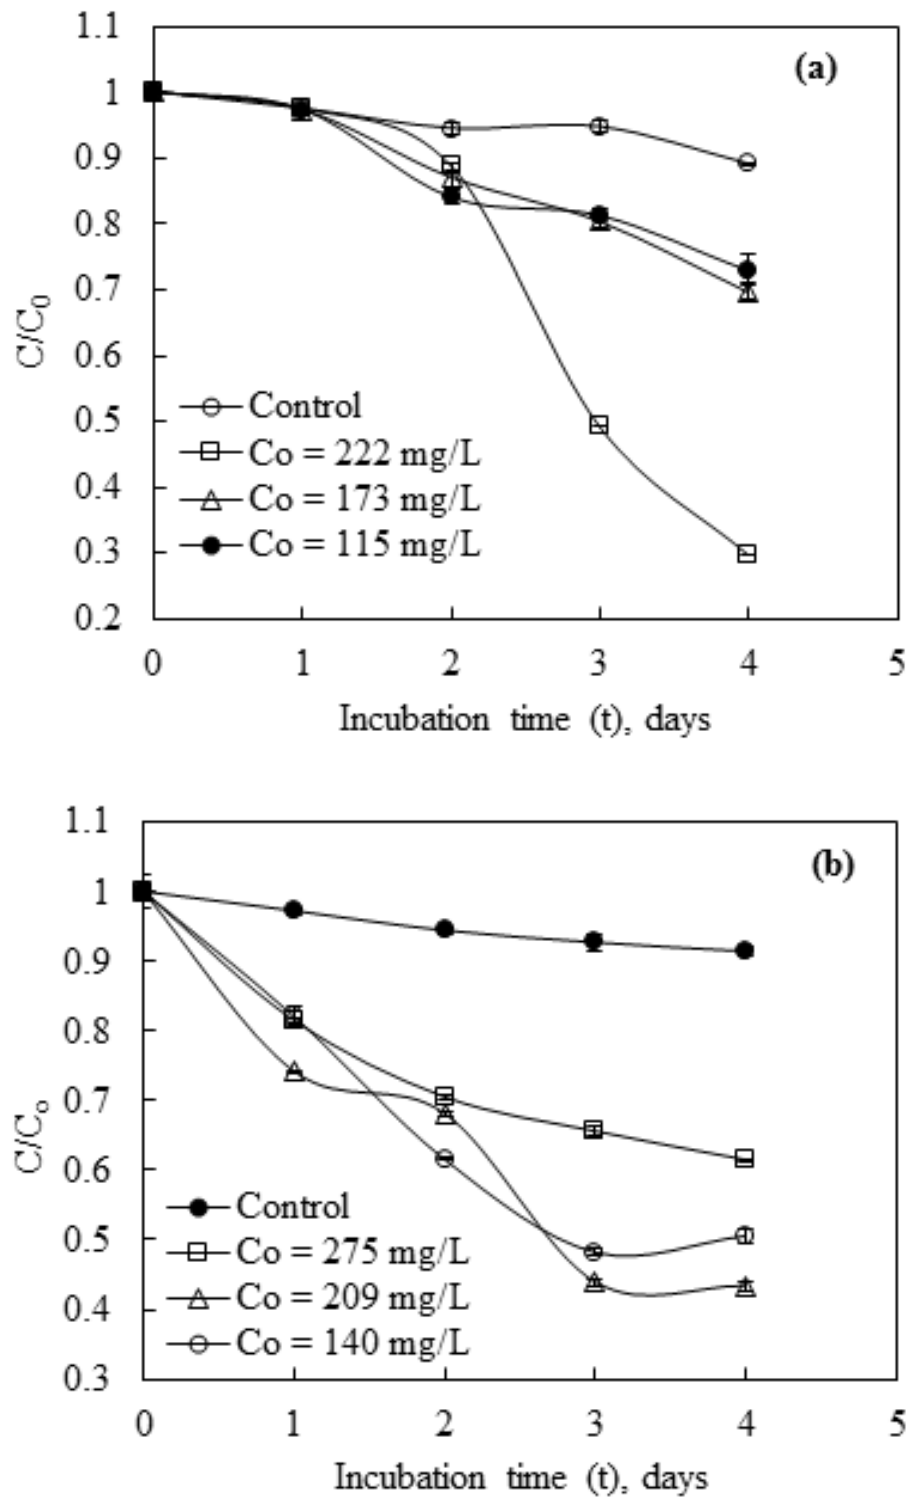 1.1
(a)
1
0.9
0.8
0.7
0.6
0.5
0.4
0.3
0.2
C/C0
Control
Co = 222 mg/L
Co = 173 mg/L
Co = 115 mg/L
0 1 2 3 4 5
Incubation time (t), days
1.1
(b)
1
0.9
0.8
0.7
0.6
0.5
0.4
0.3
C/Co
Control
Co = 275 mg/L
Co = 209 mg/L
Co = 140 mg/L
0 1 2 3 4 5
Incubation time (t), days